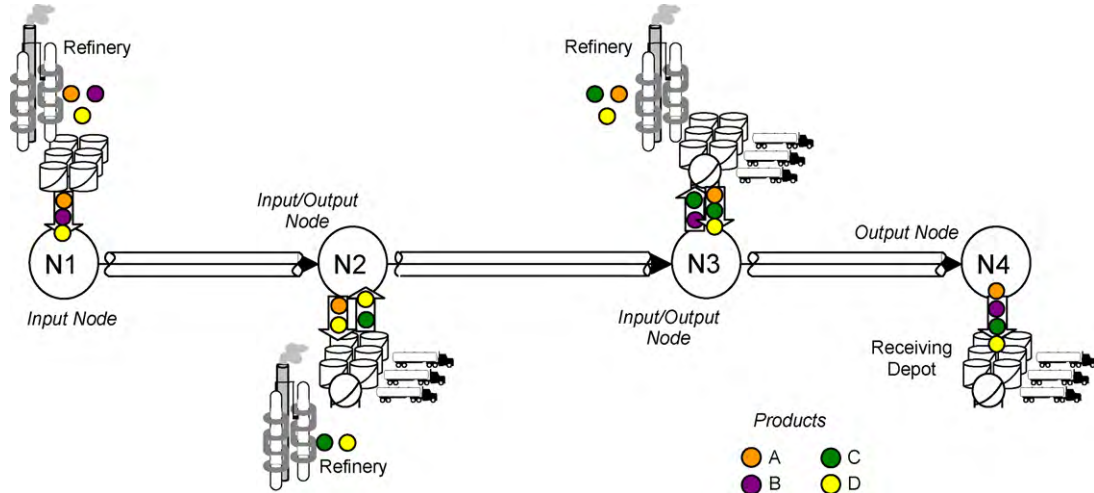 Refinery
Refinery
Input/Output
Node
Output Node
N1
N2
N3
N4
Input Node
Input/Output
Node
Receiving
Depot
Refinery
Products
A
C
B
D